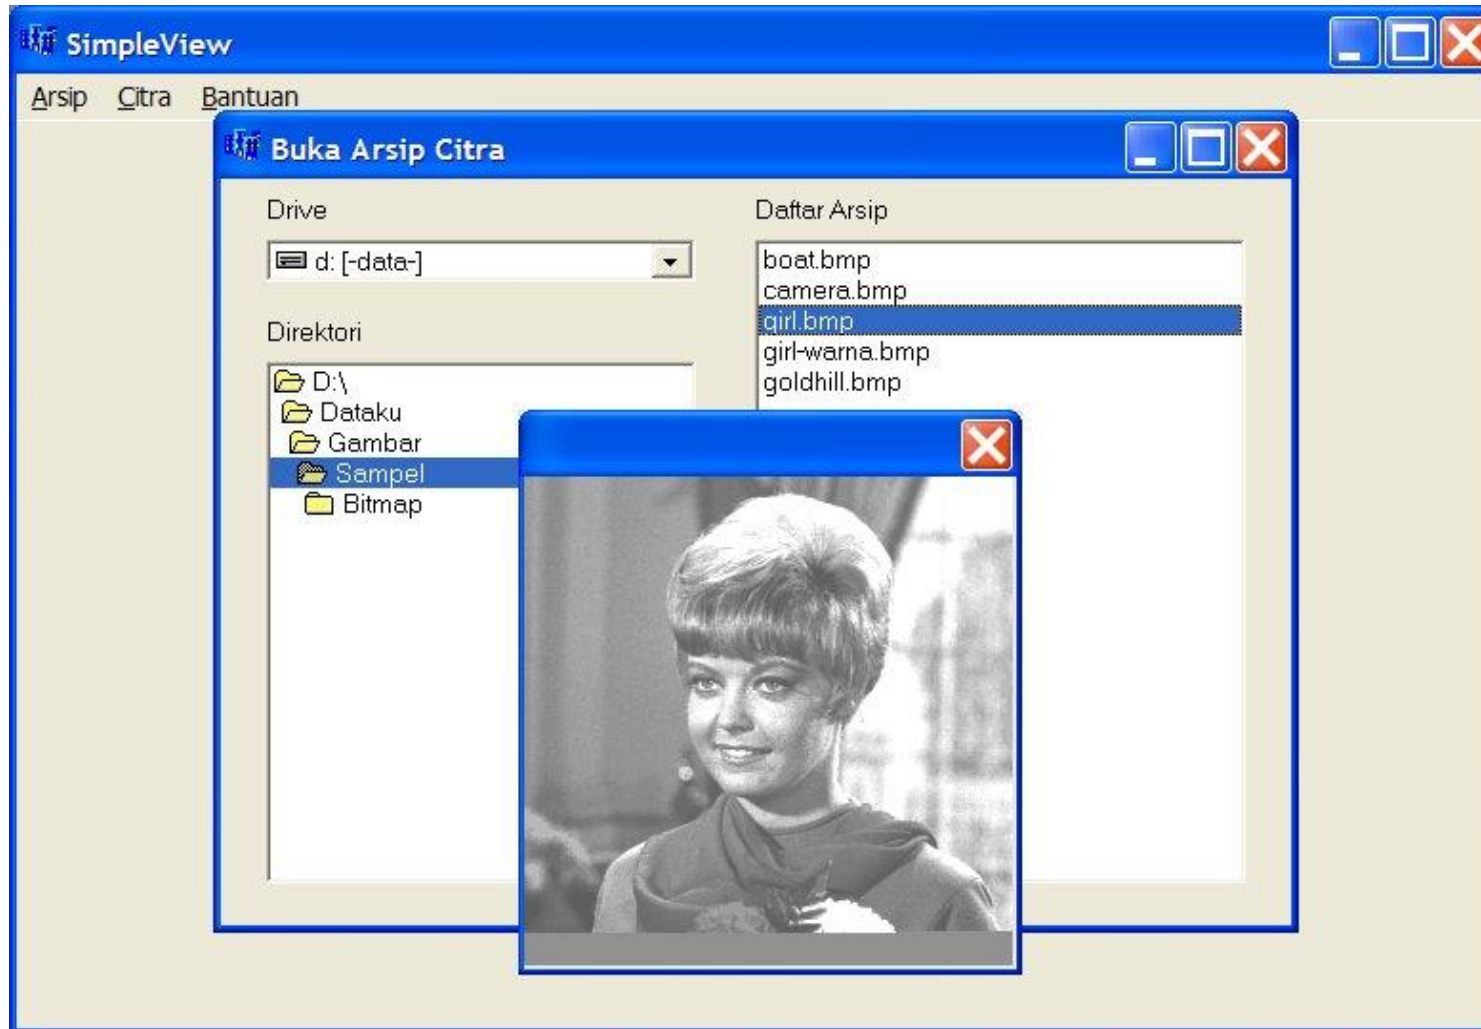 SimpleView
Arsip Citra Bantuan
Buka Arsip Citra
Drive
d: [-data-]
Direktori
D:\
Dataku
Gambar
Sampel
Bitmap
Daftar Arsip
boat.bmp
camera.bmp
girl.bmp
girl-warna.bmp
goldhill.bmp